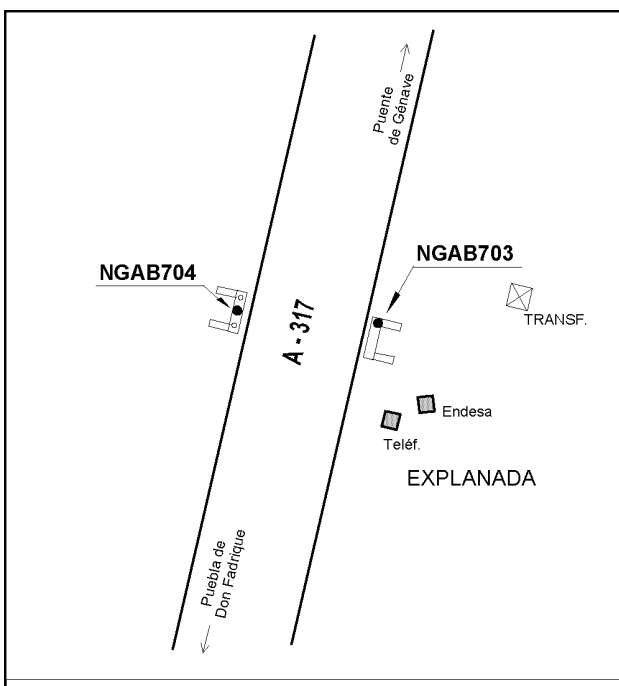 Puente
de Génave
NGAB704
NGAB703
A - 317
TRANSF.
Endesa
Teléf.
EXPLANADA
Puebla de
Don Fadrique